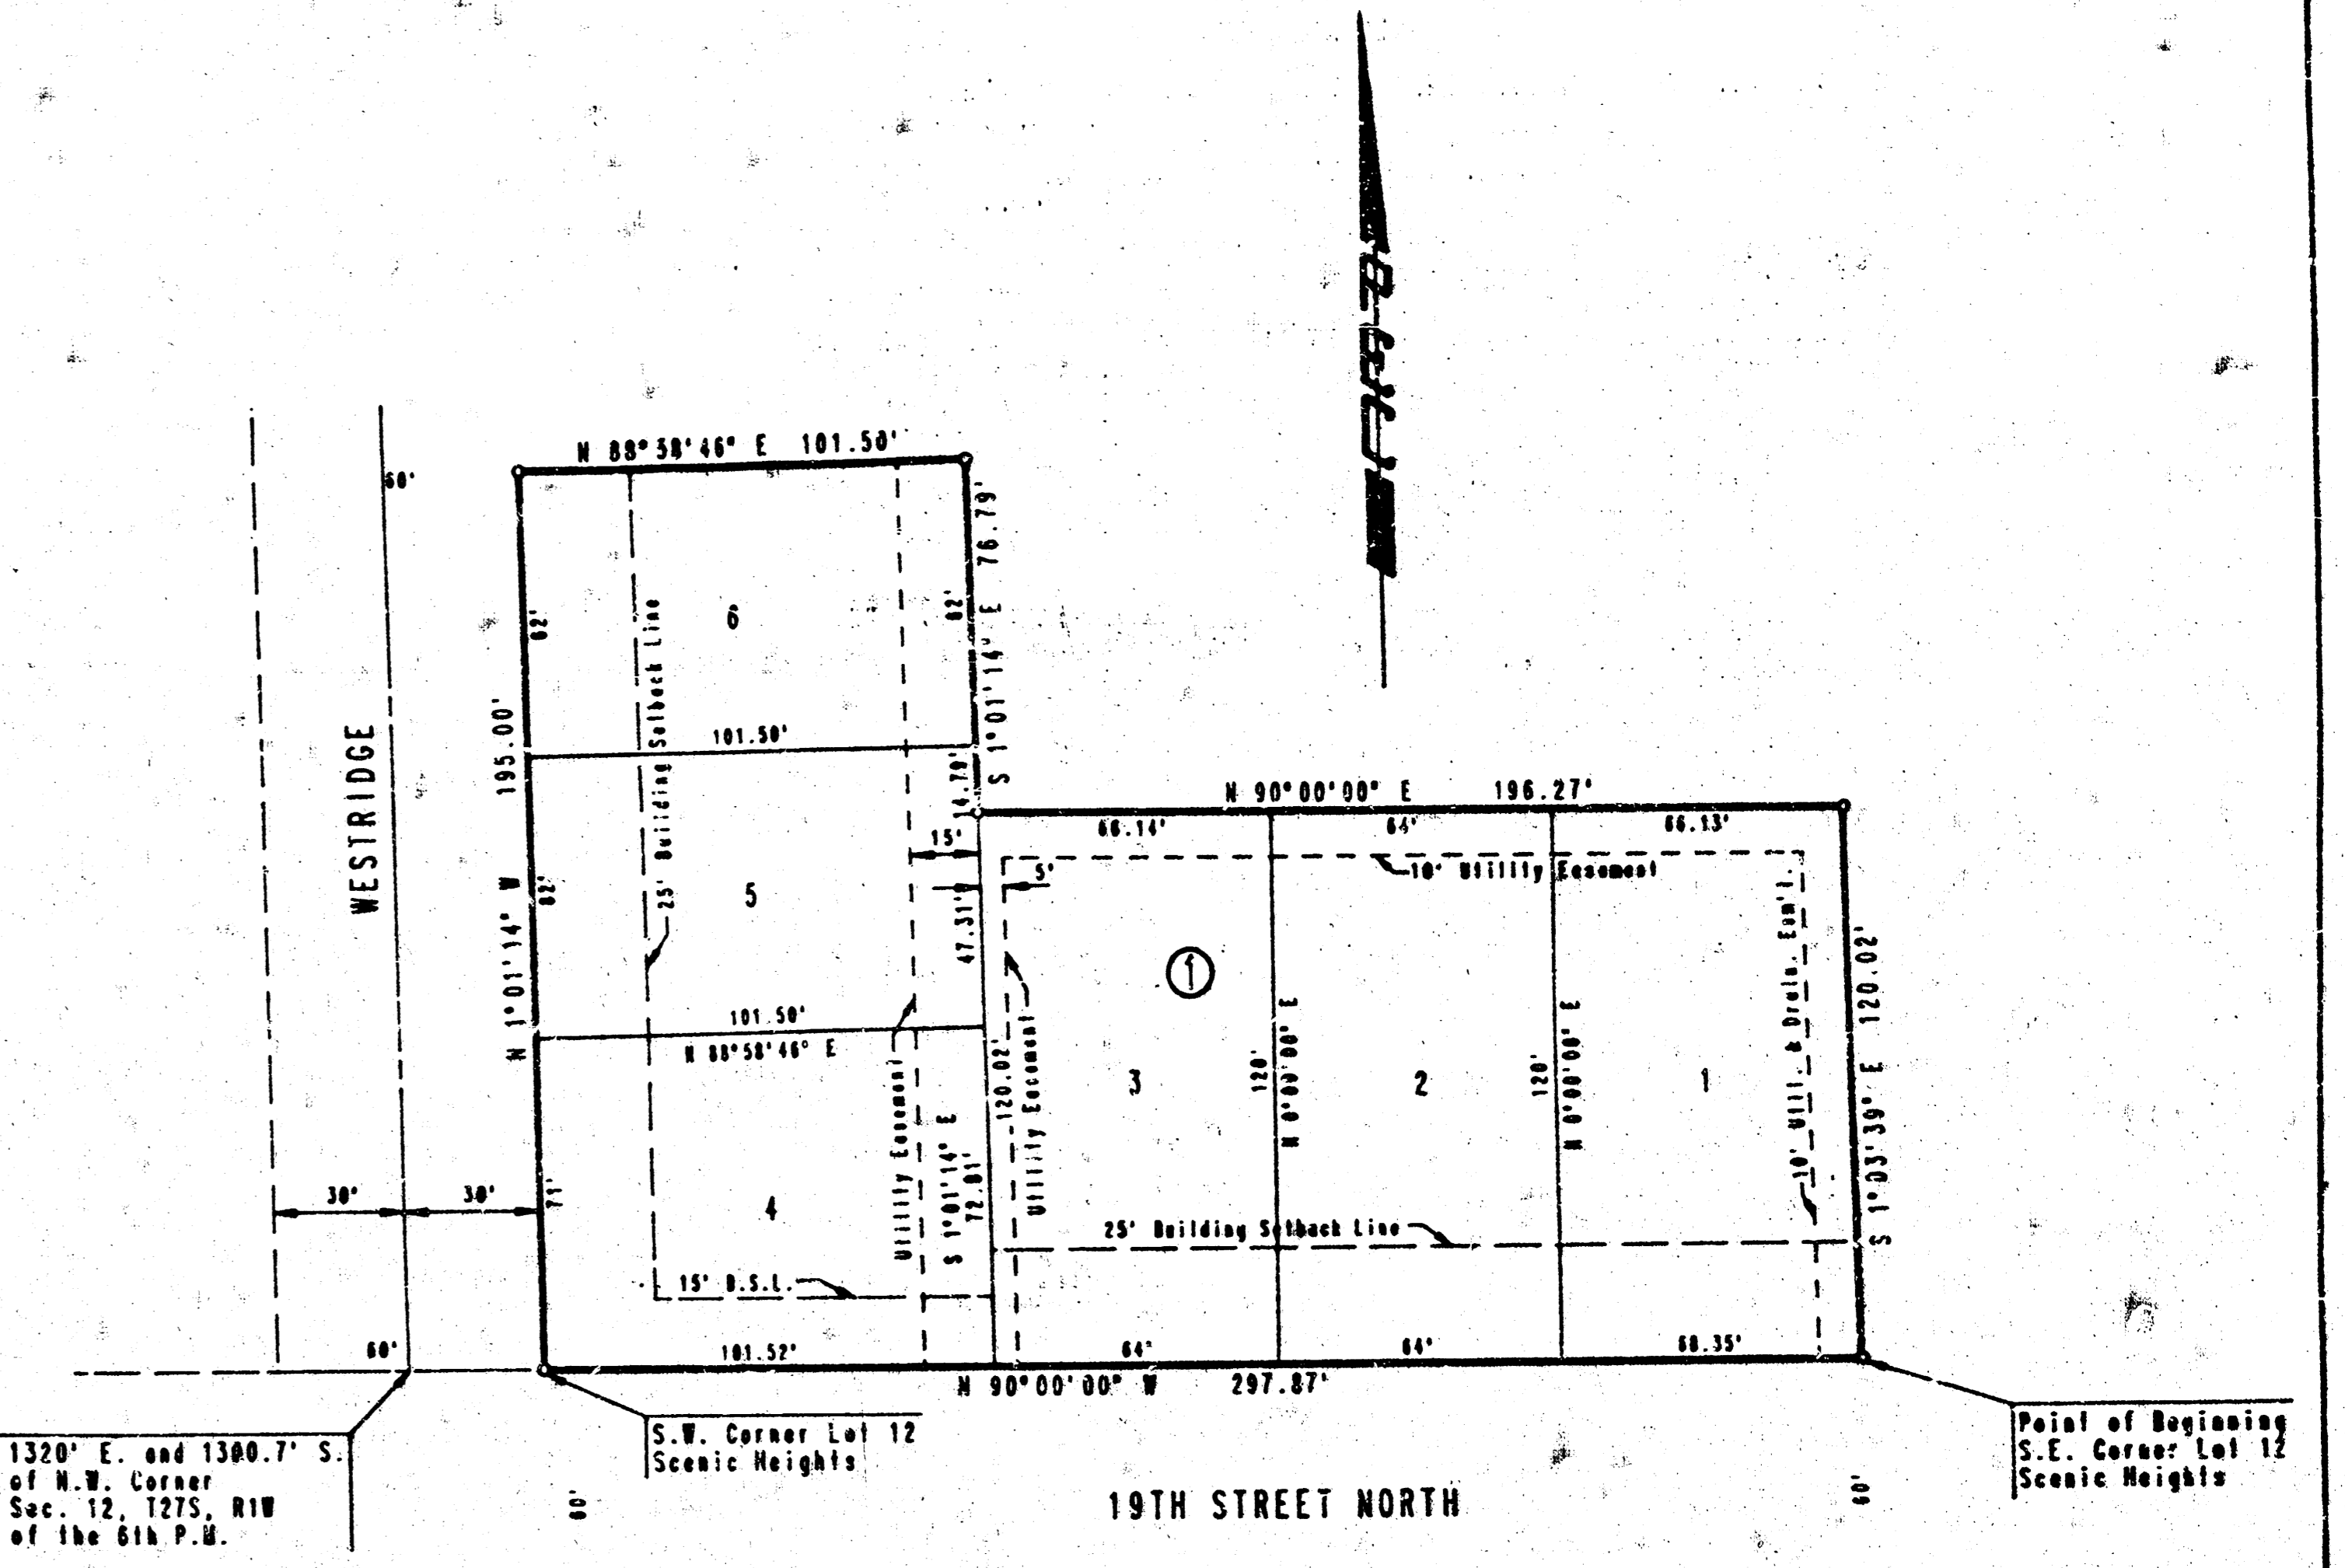 N 88°58'46" E 101.50'
60'
S 1°01'14" E 76.79'
62'
62'
6
25' Building Setback Line
WESTRIDGE
N 1°01'14" W 195.00'
101.50'
14.79'
N 90°00'00" E 196.27'
66.14'
64'
66.13'
15'
5'
10' Utility Easement
62'
5
47.31'
1
10' Util. & Drain. Esm't.
S 1°03'39" E 120.02'
101.50'
N 88°58'46" E
Utility Easement
120.02'
Utility Easement
3
120'
N 0°00'00" E
2
120'
N 0°00'00" E
1
S 1°01'14" E
72.81'
30'
30'
71'
4
25' Building Setback Line
15' B.S.L.
60'
101.52'
64'
64'
68.35'
N 90°00'00" W 297.87'
1320' E. and 1300.7' S.
of N.W. Corner
Sec. 12, T27S, R1W
of the 6th P.M.
S.W. Corner Lot 12
Scenic Heights
Point of Beginning
S.E. Corner Lot 12
Scenic Heights
60'
19TH STREET NORTH
60'